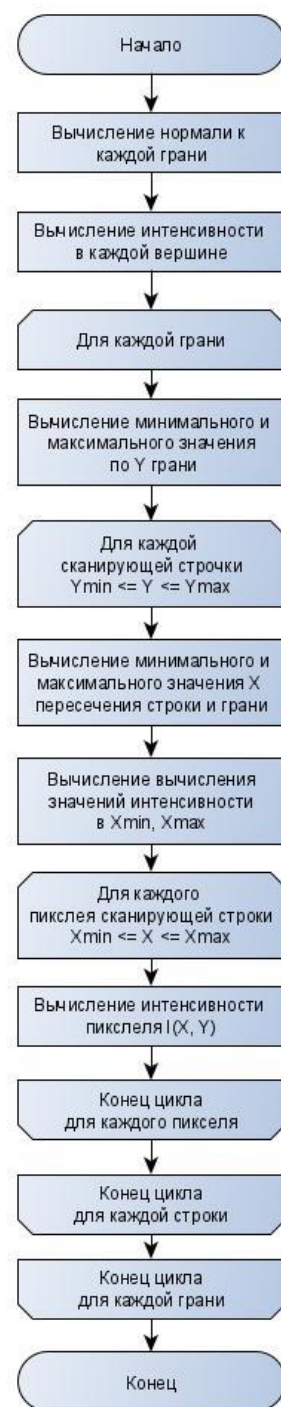 Начало
Вычисление нормали к
каждой грани
Вычисление интенсивности
в каждой вершине
Для каждой грани
Вычисление минимального и
максимального значения
по Y грани
Для каждой
сканирующей строчки
Ymin <= Y <= Ymax
Вычисление минимального и
максимального значения X
пересечения строки и грани
Вычисление вычисления
значений интенсивности
в Xmin, Xmax
Для каждого
пикслея сканирующей строки
Xmin <= X <= Xmax
Вычисление интенсивности
пикслеля I(X, Y)
Конец цикла
для каждого пикселя
Конец цикла
для каждой строки
Конец цикла
для каждой грани
Конец